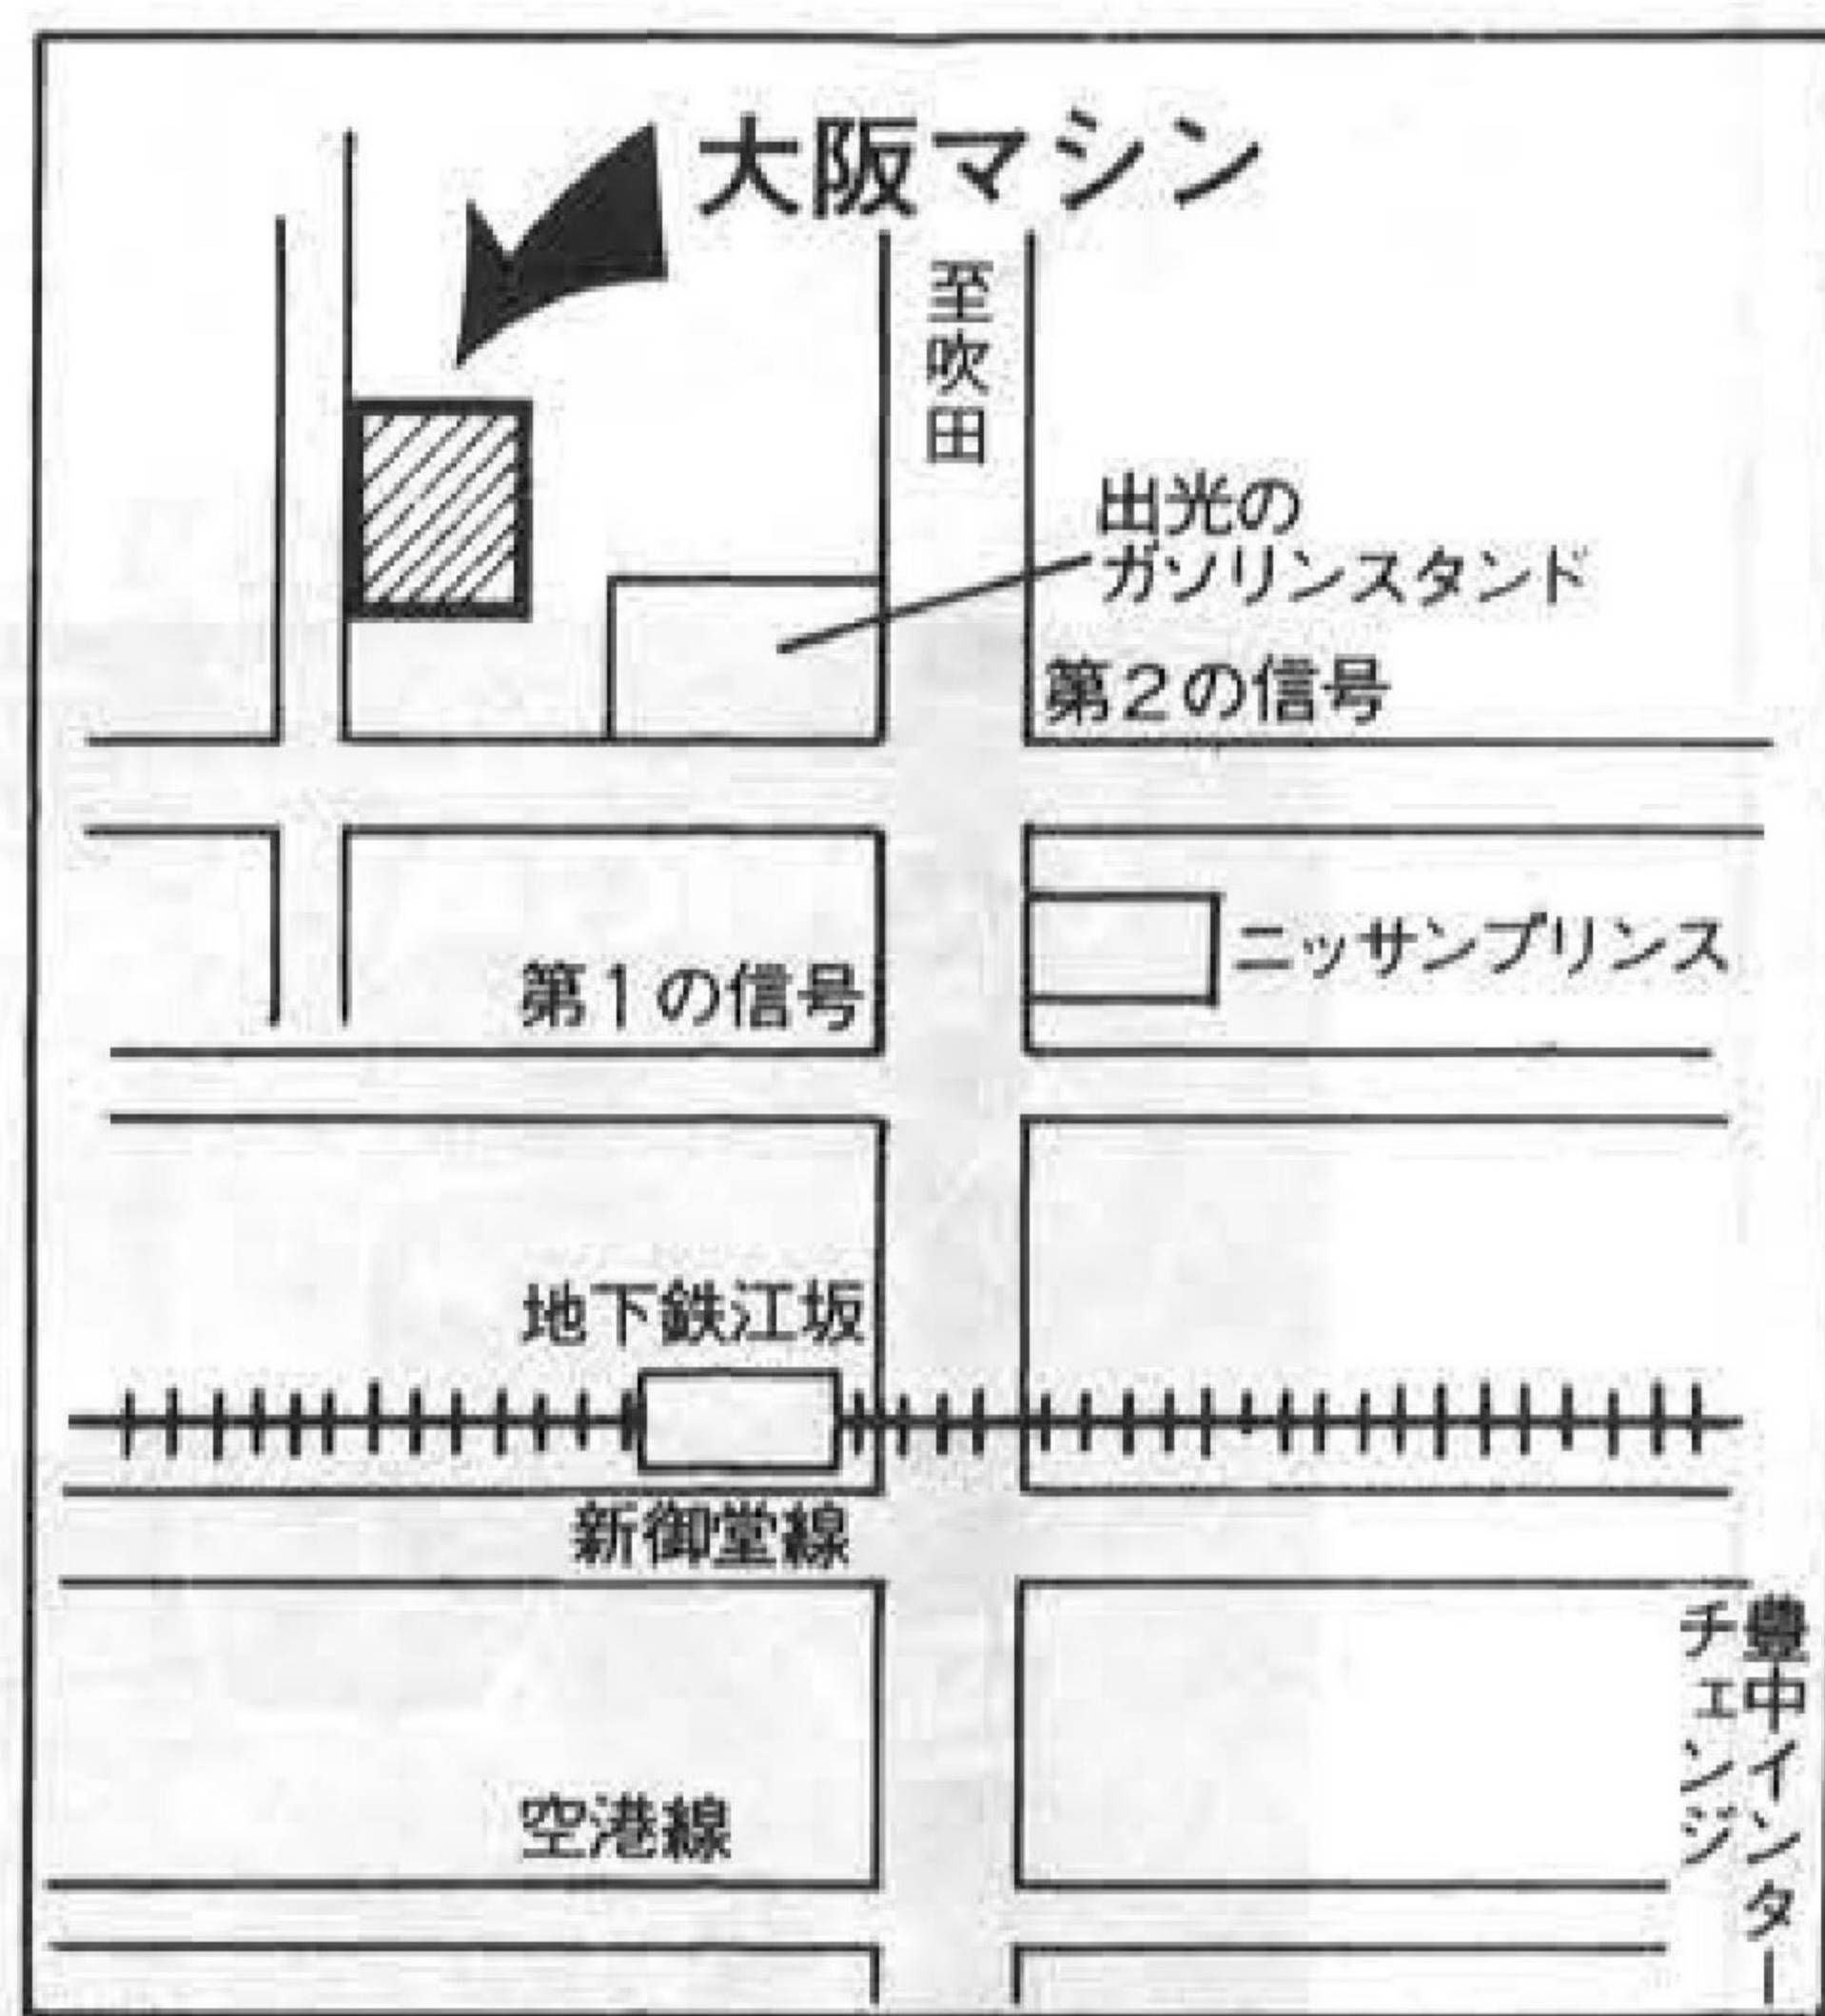 大阪マシン
至吹田
出光の
ガソリンスタンド
第2の信号
ニッサンプリンス
第1の信号
地下鉄江坂
新御堂線
豊中インター
チェンジ
空港線